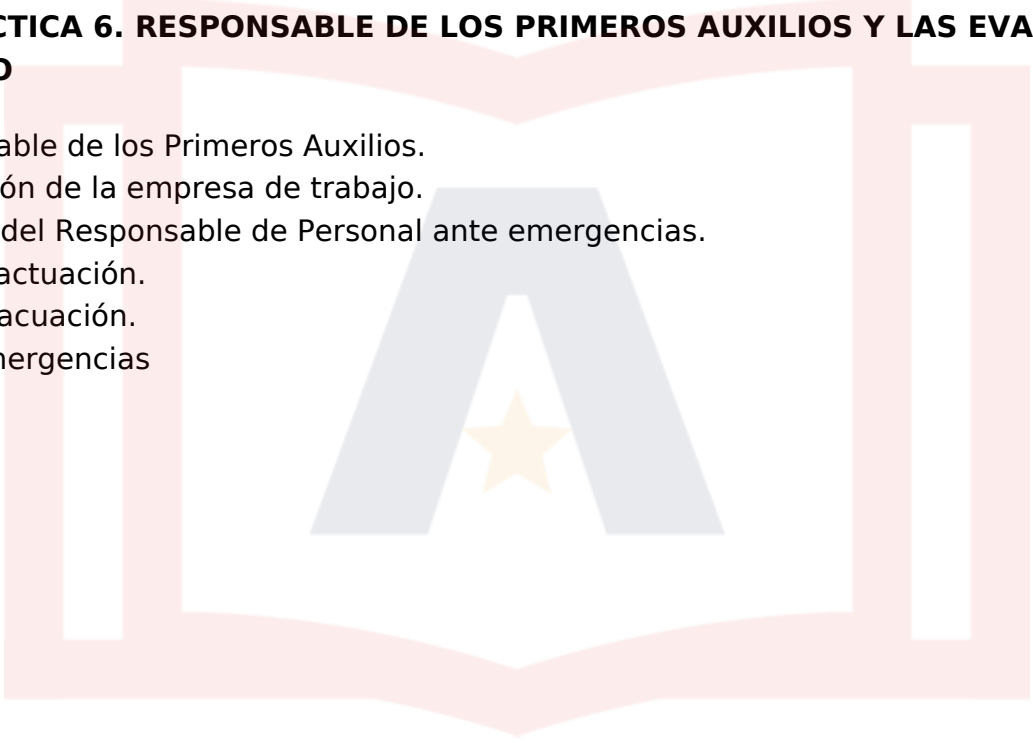 CTICA 6. RESPONSABLE DE LOS PRIMEROS AUXILIOS Y LAS EVA
O
able de los Primeros Auxilios.
ón de la empresa de trabajo.
del Responsable de Personal ante emergencias.
actuación.
acuación.
nergencias